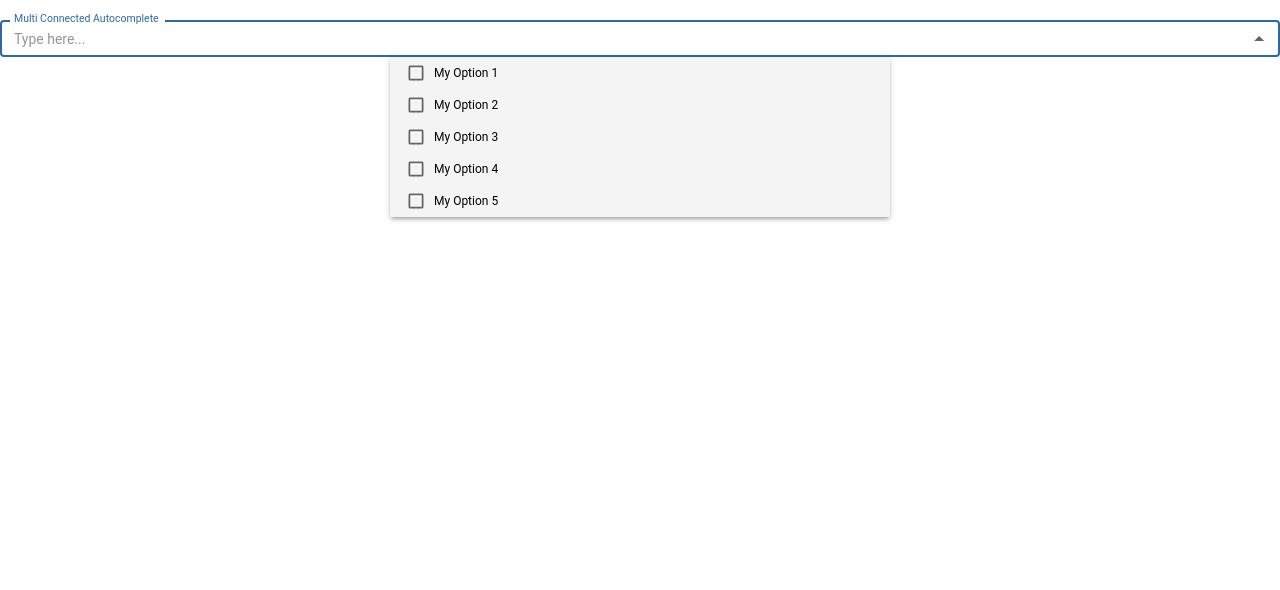 Multi Connected Autocomplete
Type here...
My Option 1
My Option 2
My Option 3
My Option 4
My Option 5